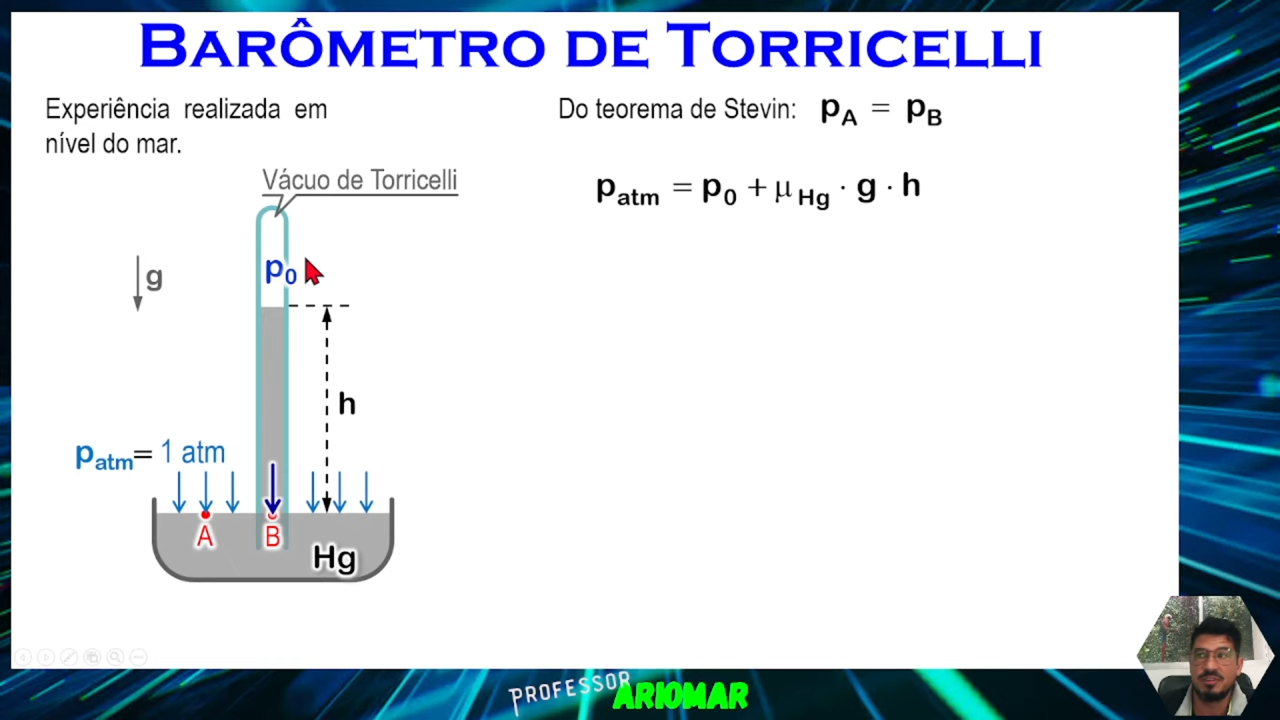 BARÔMETRO DE TORRICELLI
Experiência realizada em
nível do mar.
Do teorema de Stevin: pA = pB
patm = p0 + μHg · g · h
Vácuo de Torricelli
p0
g
h
patm= 1 atm
A
B
Hg
PROFESSOR
ARIOMAR